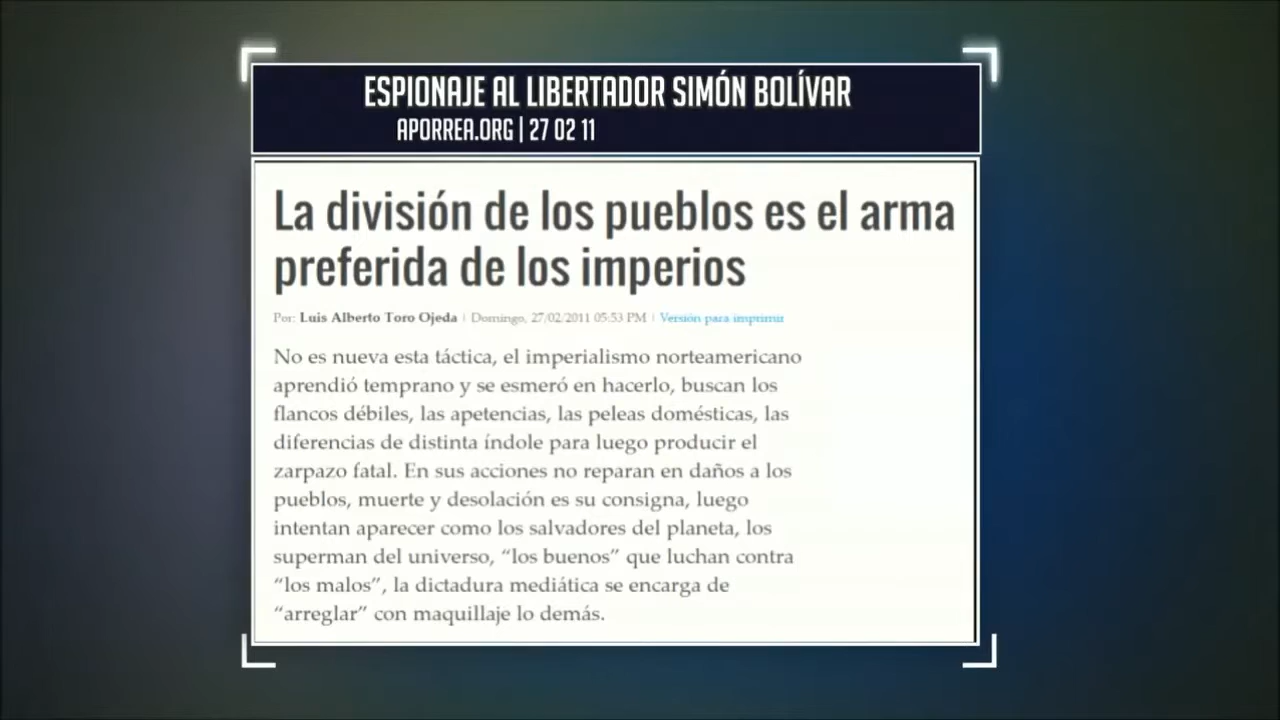 ESPIONAJE AL LIBERTADOR SIMÓN BOLÍVAR
APORREA.ORG | 27 02 11
La división de los pueblos es el arma
preferida de los imperios
Por: Luis Alberto Toro Ojeda | Domingo, 27/02/2011 05:53 PM | Versión para imprimir
No es nueva esta táctica, el imperialismo norteamericano
aprendió temprano y se esmeró en hacerlo, buscan los
flancos débiles, las apetencias, las peleas domésticas, las
diferencias de distinta índole para luego producir el
zarpazo fatal. En sus acciones no reparan en daños a los
pueblos, muerte y desolación es su consigna, luego
intentan aparecer como los salvadores del planeta, los
superman del universo, “los buenos” que luchan contra
“los malos”, la dictadura mediática se encarga de
“arreglar” con maquillaje lo demás.